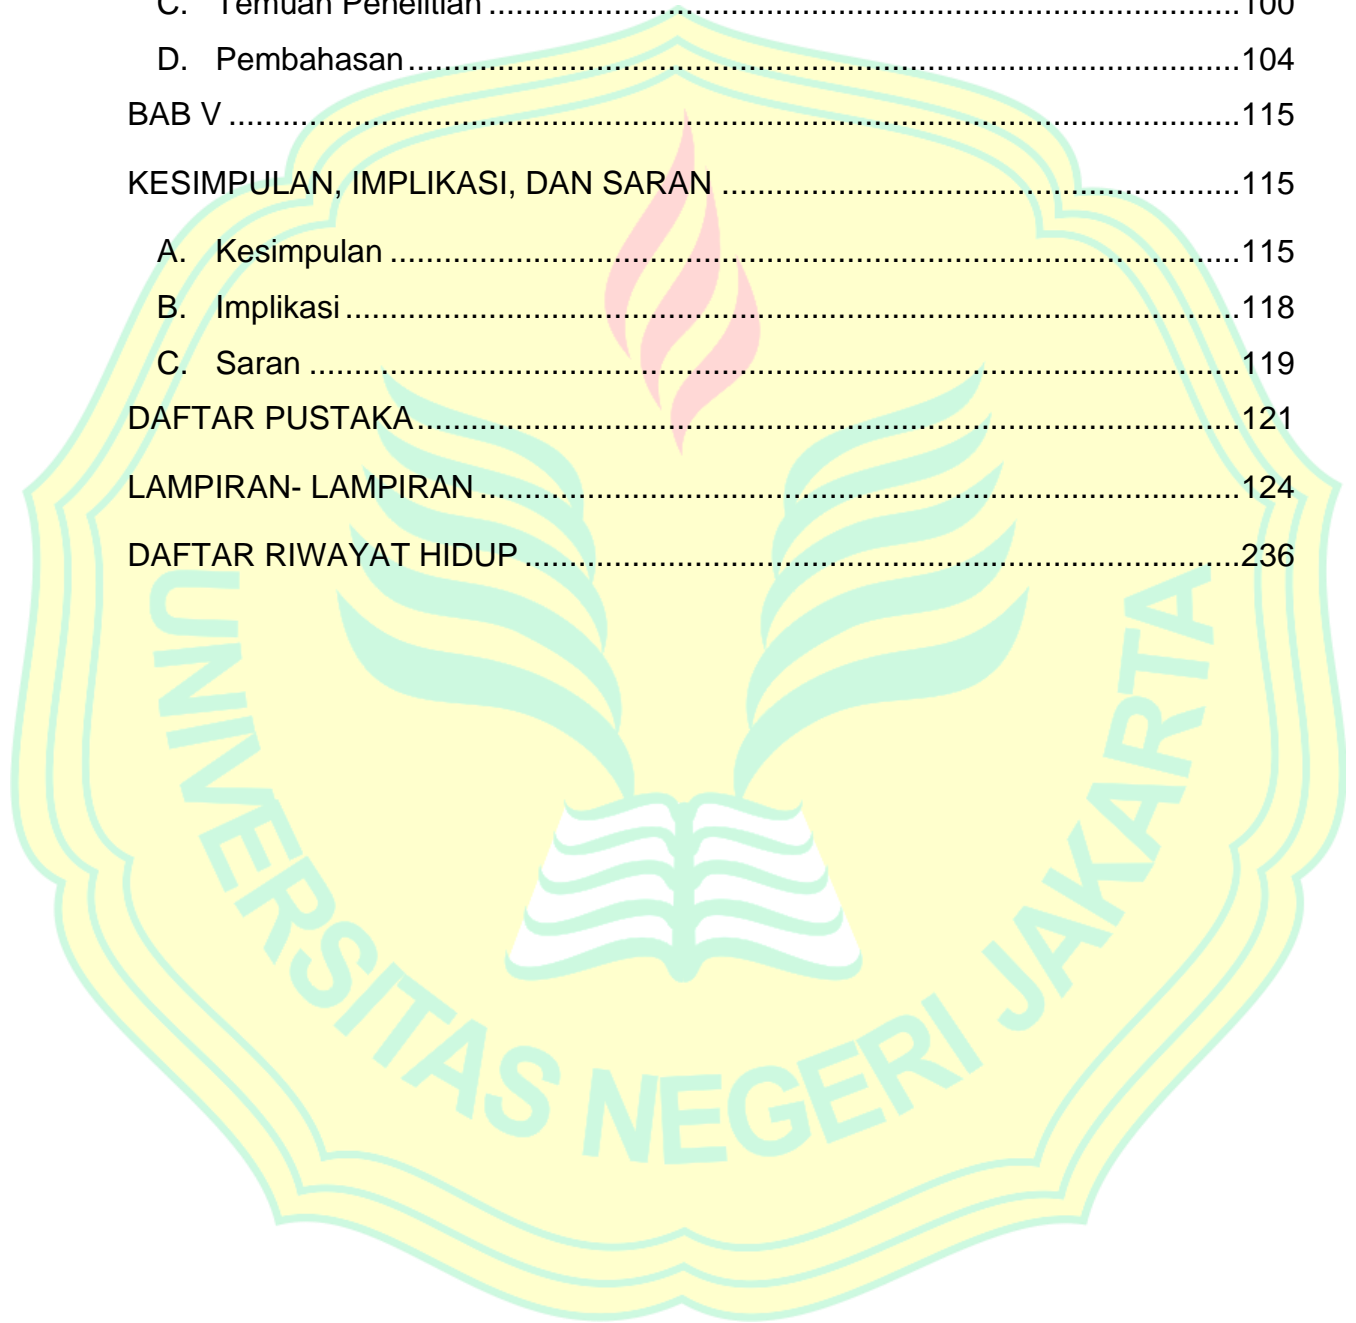 C. Temuan Penelitian ........................................................................................100
D. Pembahasan.................................................................................................104
BAB V ....................................................................................................................115
KESIMPULAN, IMPLIKASI, DAN SARAN ............................................................115
A. Kesimpulan ...................................................................................................115
B. Implikasi.........................................................................................................118
C. Saran .............................................................................................................119
DAFTAR PUSTAKA................................................................................................121
LAMPIRAN- LAMPIRAN.........................................................................................124
DAFTAR RIWAYAT HIDUP ....................................................................................236
UNIVERSITAS NEGERI JAKARTA